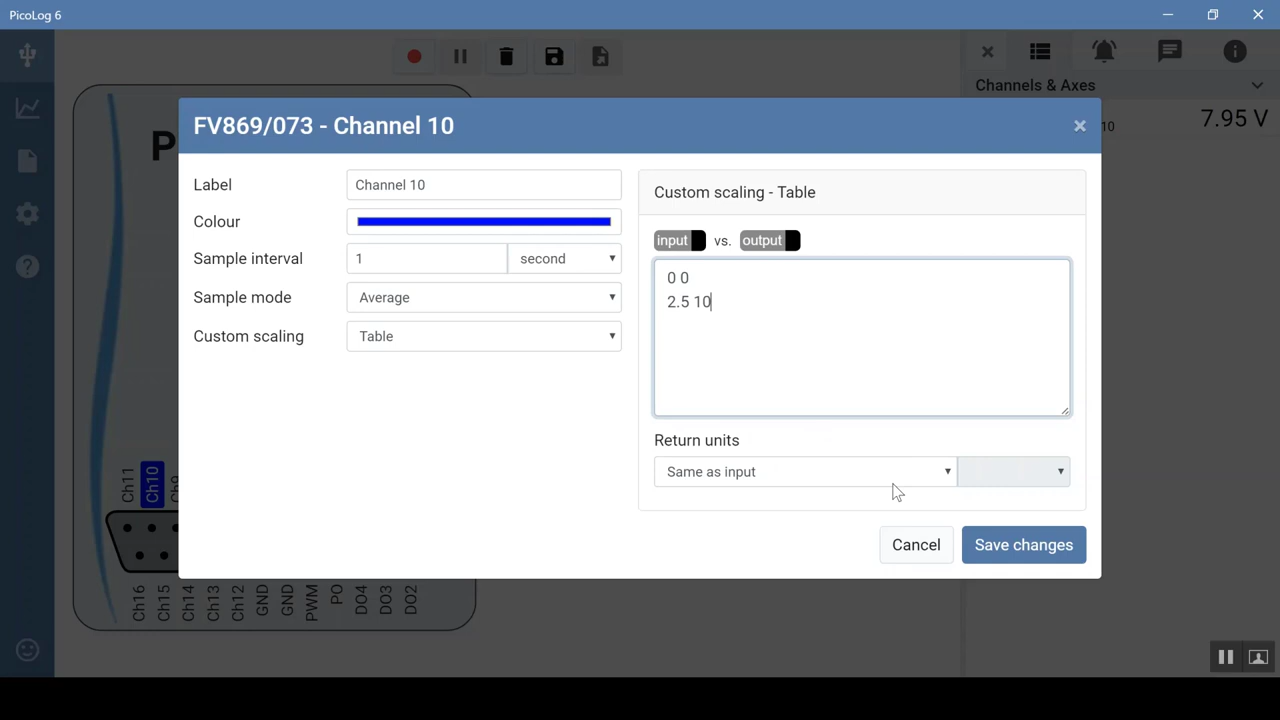 PicoLog 6
Channels & Axes
P
10
7.95 V
FV869/073 - Channel 10
×
Label
Channel 10
Colour
Sample interval
1
second
Sample mode
Average
Custom scaling
Table
Custom scaling - Table
input vs. output
0 0
2.5 10
Return units
Same as input
Cancel
Save changes
Ch11
Ch10
Ch9
Ch16
Ch15
Ch14
Ch13
Ch12
GND
GND
PWM
PO
DO4
DO3
DO2